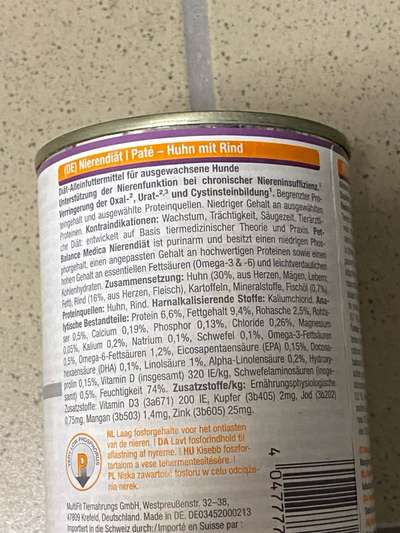 (DE) Nierendiät | Paté – Huhn mit Rind
Diät-Alleinfuttermittel für ausgewachsene Hunde
Unterstützung der Nierenfunktion bei chronischer Niereninsuffizienz.¹
Verringerung der Oxal-², Urat-²,³ und Cystinsteinbildung¹. Begrenzter Pro-
teingehalt und ausgewählte Proteinquellen. Niedriger Gehalt an ausgewählten
Proteinen. Kontraindikationen: Wachstum, Trächtigkeit, Säugezeit. Tierärztli-
che Diät: entwickelt auf Basis tiermedizinischer Theorie und Praxis. Pet-
Balance Medica Nierendiät ist purinarm und besitzt einen niedrigen Phos-
phorgehalt, einen angepassten Gehalt an hochwertigen Proteinen sowie einen
hohen Gehalt an essentiellen Fettsäuren (Omega-3 & -6) und leichtverdaulichen
Kohlenhydraten. Zusammensetzung: Huhn (30%, aus Herzen, Mägen, Lebern,
Fett), Rind (16%, aus Herzen, Fleisch), Kartoffeln, Mineralstoffe, Fischöl (0,7%).
Proteinquellen: Huhn, Rind. Harnalkalisierende Stoffe: Kaliumchlorid. Ana-
lytische Bestandteile: Protein 6,6%, Fettgehalt 9,4%, Rohasche 2,5%, Rohfa-
ser 0,5%, Calcium 0,19%, Phosphor 0,13%, Chloride 0,26%, Magnesium
0,05%, Kalium 0,2%, Natrium 0,1%, Schwefel 0,1%, Omega-3-Fettsäuren
0,5%, Omega-6-Fettsäuren 1,2%, Eicosapentaensäure (EPA) 0,15%, Docosa-
hexaensäure (DHA) 0,1%, Linolsäure 1%, Alpha-Linolensäure 0,2%, Hydroxy-
prolin 0,15%, Vitamin D (insgesamt) 320 IE/kg, Schwefelaminosäuren (insge-
samt) 0,5%, Feuchtigkeit 74%. Zusatzstoffe/kg: Ernährungsphysiologische
Zusatzstoffe: Vitamin D3 (3a671) 200 IE, Kupfer (3b405) 2mg, Jod (3b202)
0,75mg, Mangan (3b503) 1,4mg, Zink (3b605) 25mg.
VERY LOW PHOSPHORUS
P
NL Laag fosforgehalte voor het ontlasten
van de nieren. | DA Lavt fosforindhold til
aflastning af nyrerne. | HU Kisebb foszfor-
tartalom a vese tehermentesítésére. |
PL Niska zawartość fosforu w celu odciąże-
nia nerek.
MultiFit Tiernahrungs GmbH, Westpreußenstr. 32–38,
47809 Krefeld, Deutschland. Made in DE. DE03452000213
durch/Importé en Suisse par :
4 047777